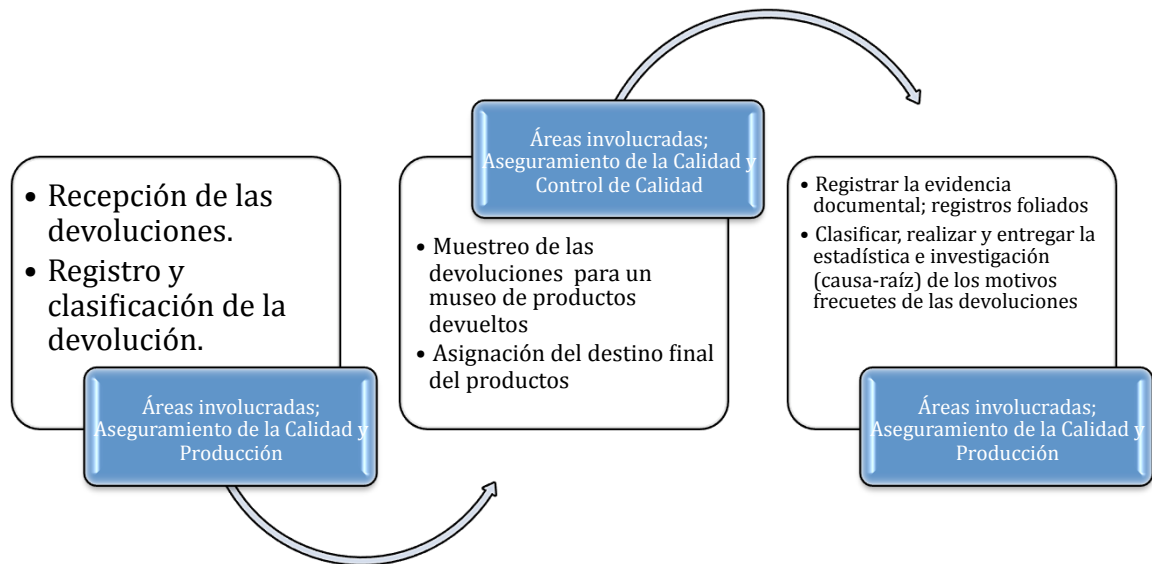 • Recepción de las
devoluciones.
• Registro y
clasificación de la
devolución.
Áreas involucradas;
Aseguramiento de la Calidad y
Producción
Áreas involucradas;
Aseguramiento de la Calidad y
Control de Calidad
• Muestreo de las
devoluciones para un
museo de productos
devueltos
• Asignación del destino final
del productos
• Registrar la evidencia
documental; registros foliados
• Clasificar, realizar y entregar la
estadística e investigación
(causa-raíz) de los motivos
frecuetes de las devoluciones
Áreas involucradas;
Aseguramiento de la Calidad y
Producción